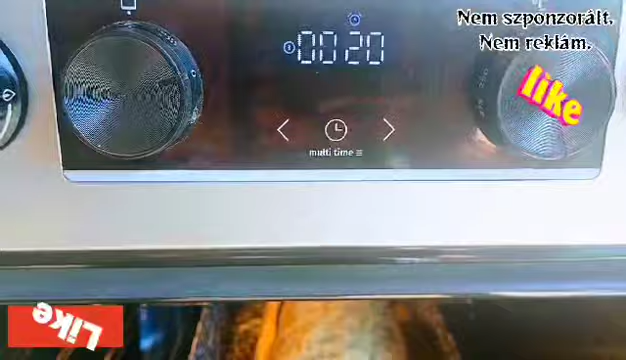 Nem szponzorált.
Nem reklám.
like
00 20
multi time
Like